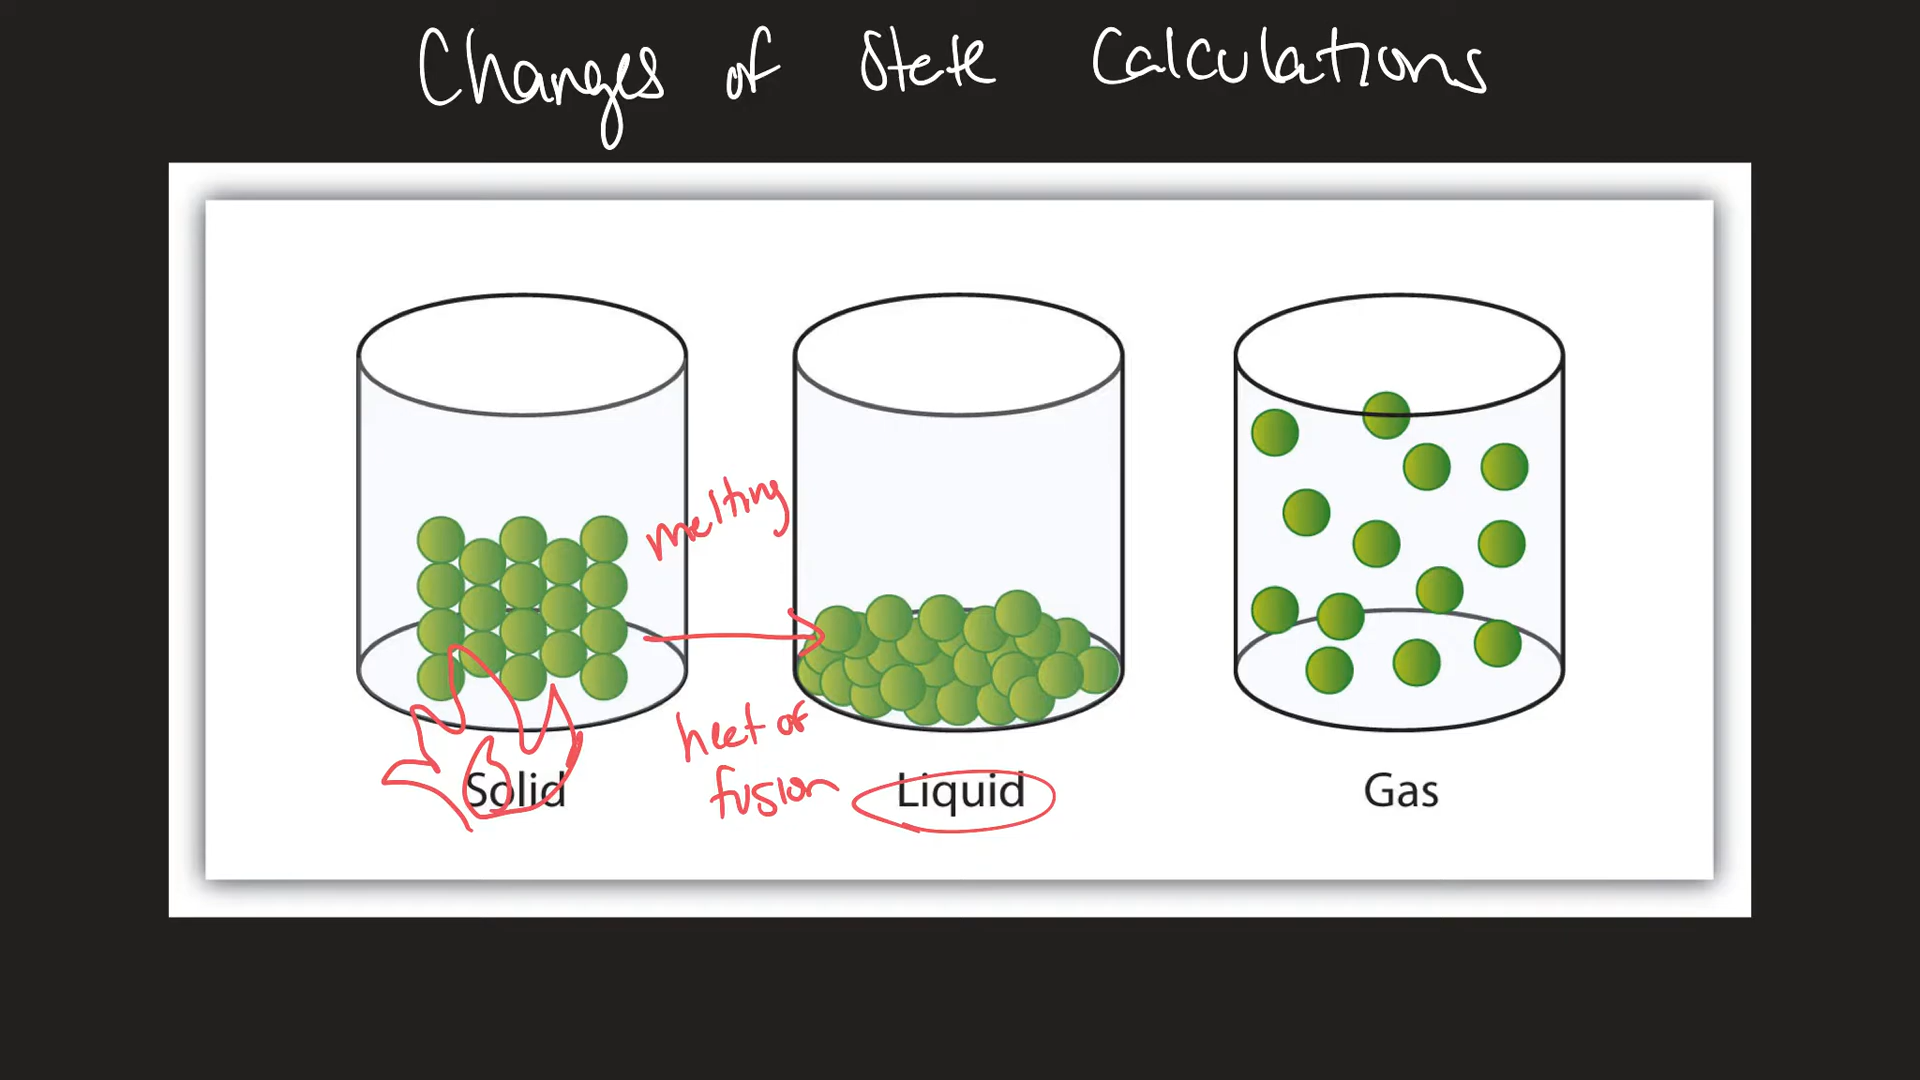 Changes of State Calculations
melting
heat of
fusion
Solid
Liquid
Gas